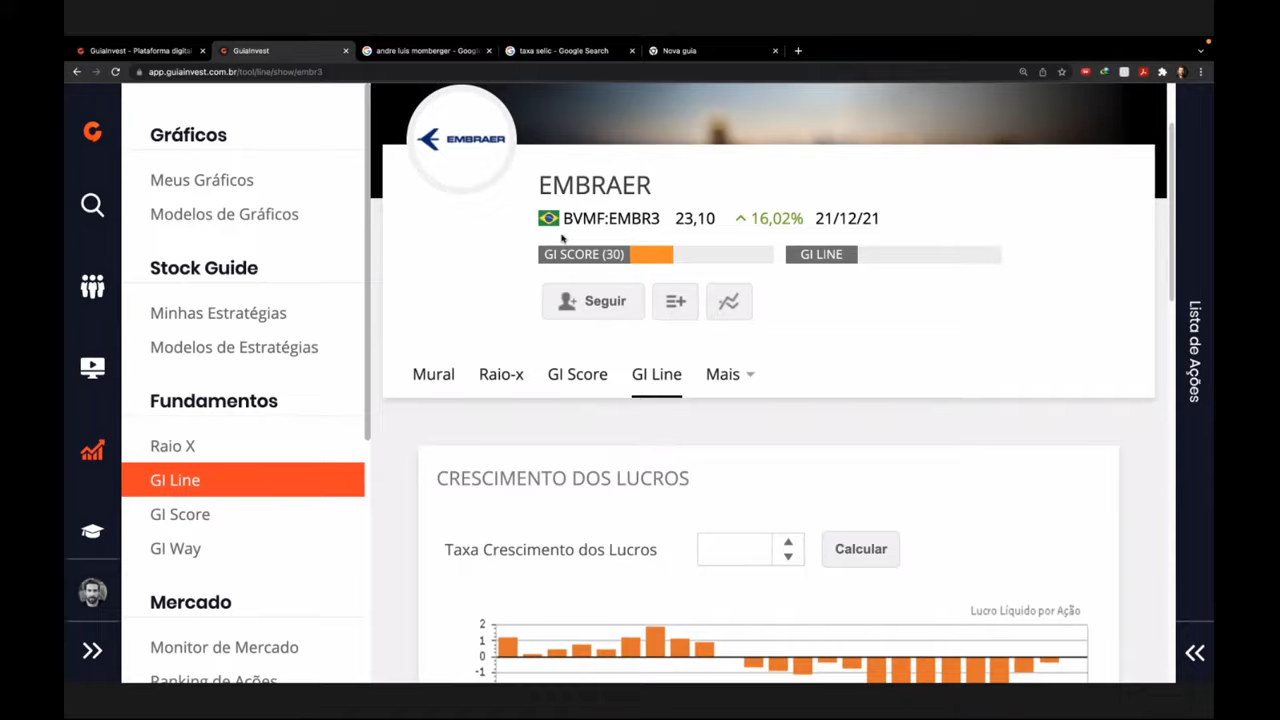 GuiaInvest - Plataforma digital
GuiaInvest
andre luis momberger - Goog
taxa selic - Google Search
Nova guia
app.guiainvest.com.br/tool/line/show/embr3
Gráficos
Meus Gráficos
Modelos de Gráficos
Stock Guide
Minhas Estratégias
Modelos de Estratégias
Fundamentos
Raio X
GI Line
GI Score
GI Way
Mercado
Monitor de Mercado
Ranking de Ações
EMBRAER
EMBRAER
BVMF:EMBR3 23,10 16,02% 21/12/21
GI SCORE (30) GI LINE
Seguir
Mural Raio-x GI Score GI Line Mais
CRESCIMENTO DOS LUCROS
Taxa Crescimento dos Lucros Calcular
Lucro Líquido por Ação
2
1
0
-1
Lista de Ações